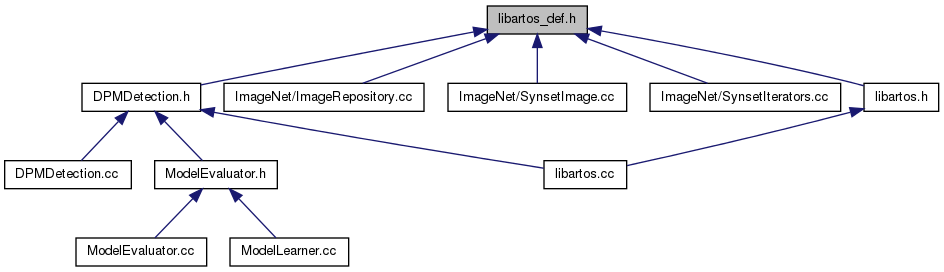 libartos_def.h
DPMDetection.h
ImageNet/ImageRepository.cc
ImageNet/SynsetImage.cc
ImageNet/SynsetIterators.cc
libartos.h
DPMDetection.cc
ModelEvaluator.h
libartos.cc
ModelEvaluator.cc
ModelLearner.cc